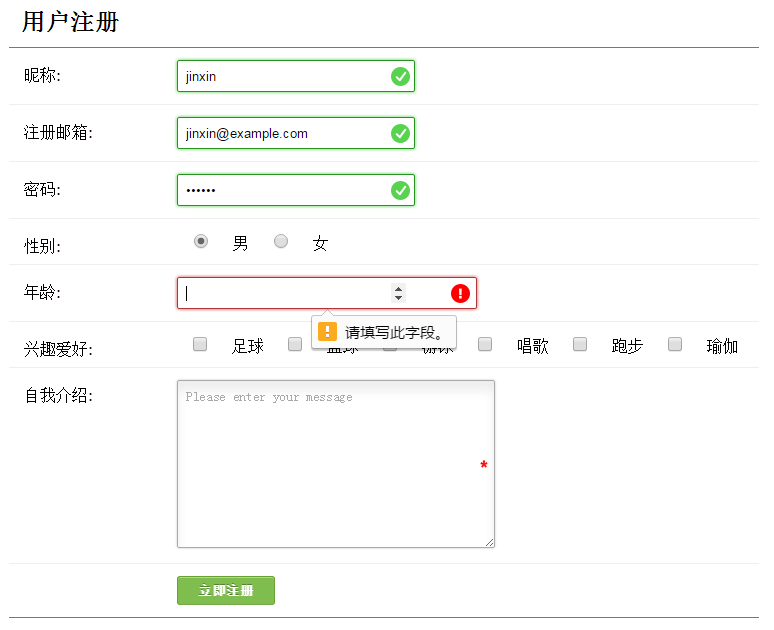 用户注册
昵称: jinxin
注册邮箱: jinxin@example.com
密码: ••••••
性别: 男 女
年龄:
请填写此字段。
兴趣爱好: 足球 唱歌 跑步 瑜伽
自我介绍: Please enter your message
*
立即注册